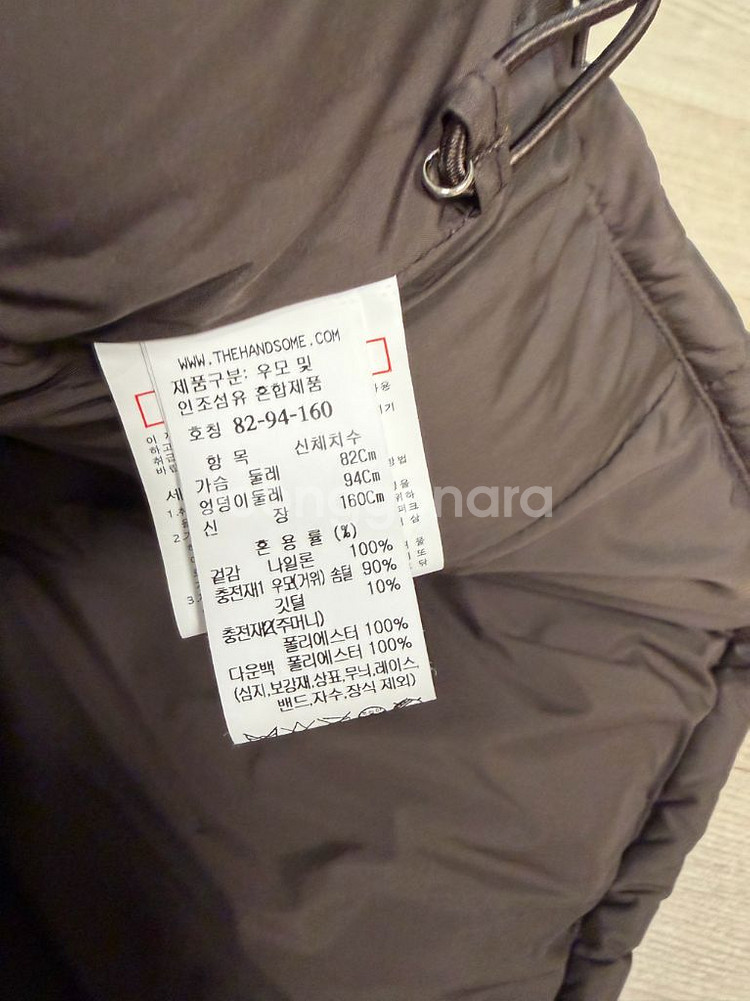 WWW.THEHANDSOME.COM
제품구분: 우모 및
인조섬유 혼합제품
호칭 82-94-160
항 목 신체치수
가슴 둘레 82Cm
엉덩이둘레 94Cm
신 장 160Cm
혼 용 률 (%)
겉감 나일론 100%
충전재1 우모(거위) 솜털 90%
깃털 10%
충전재2(주머니)
폴리에스터 100%
다운백 폴리에스터 100%
(심지,보강재,상표,무늬,레이스,
밴드,자수,장식 제외)